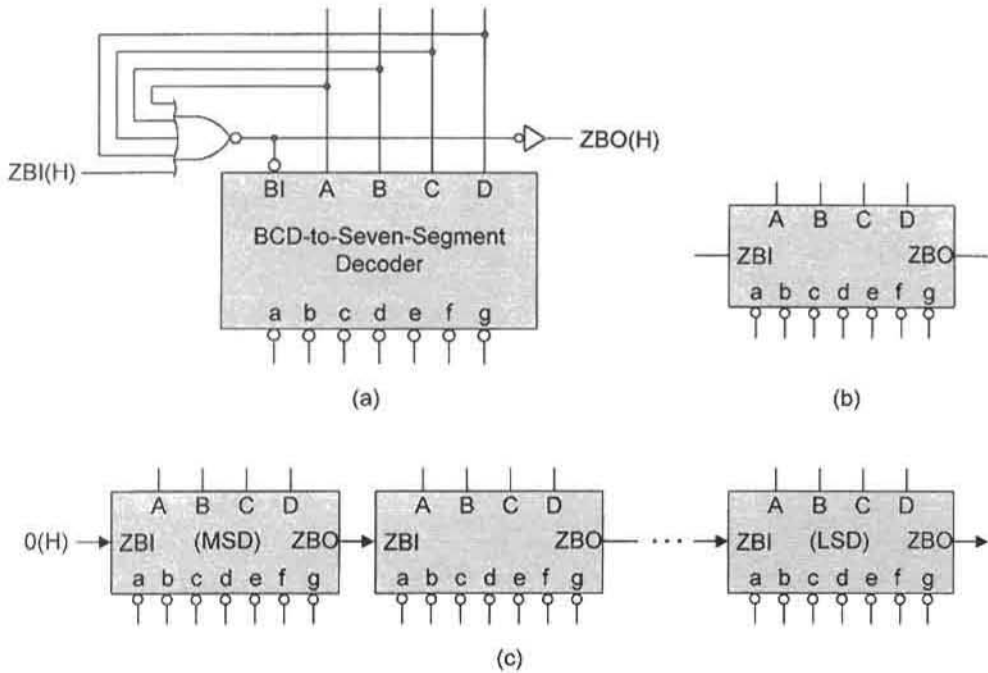 ZBI(H)
ZBO(H)
BI A B C D
BCD-to-Seven-Segment
Decoder
a b c d e f g
(a)
A B C D
ZBI ZBO
a b c d e f g
(b)
0(H)
A B C D
ZBI (MSD) ZBO
a b c d e f g
A B C D
ZBI ZBO
a b c d e f g
. . .
A B C D
ZBI (LSD) ZBO
a b c d e f g
(c)